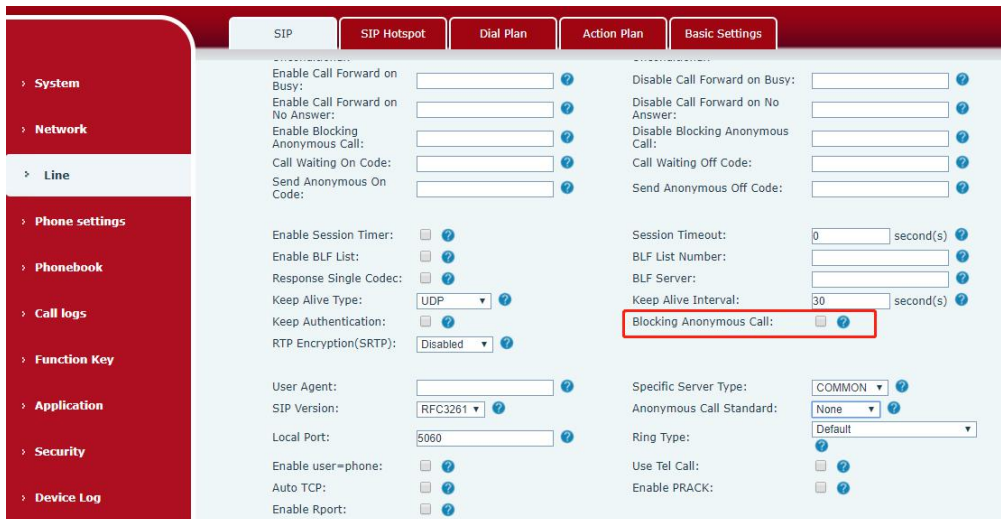 SIP
SIP Hotspot
Dial Plan
Action Plan
Basic Settings
› System
› Network
› Line
› Phone settings
› Phonebook
› Call logs
› Function Key
› Application
› Security
› Device Log
Enable Call Forward on
Busy:
Disable Call Forward on Busy:
Enable Call Forward on
No Answer:
Disable Call Forward on No
Answer:
Enable Blocking
Anonymous Call:
Disable Blocking Anonymous
Call:
Call Waiting On Code:
Call Waiting Off Code:
Send Anonymous On
Code:
Send Anonymous Off Code:
Enable Session Timer:
Session Timeout: 0 second(s)
Enable BLF List:
BLF List Number:
Response Single Codec:
BLF Server:
Keep Alive Type: UDP
Keep Alive Interval: 30 second(s)
Keep Authentication:
Blocking Anonymous Call:
RTP Encryption(SRTP): Disabled
User Agent:
Specific Server Type: COMMON
SIP Version: RFC3261
Anonymous Call Standard: None
Local Port: 5060
Ring Type: Default
Enable user=phone:
Use Tel Call:
Auto TCP:
Enable PRACK:
Enable Rport: